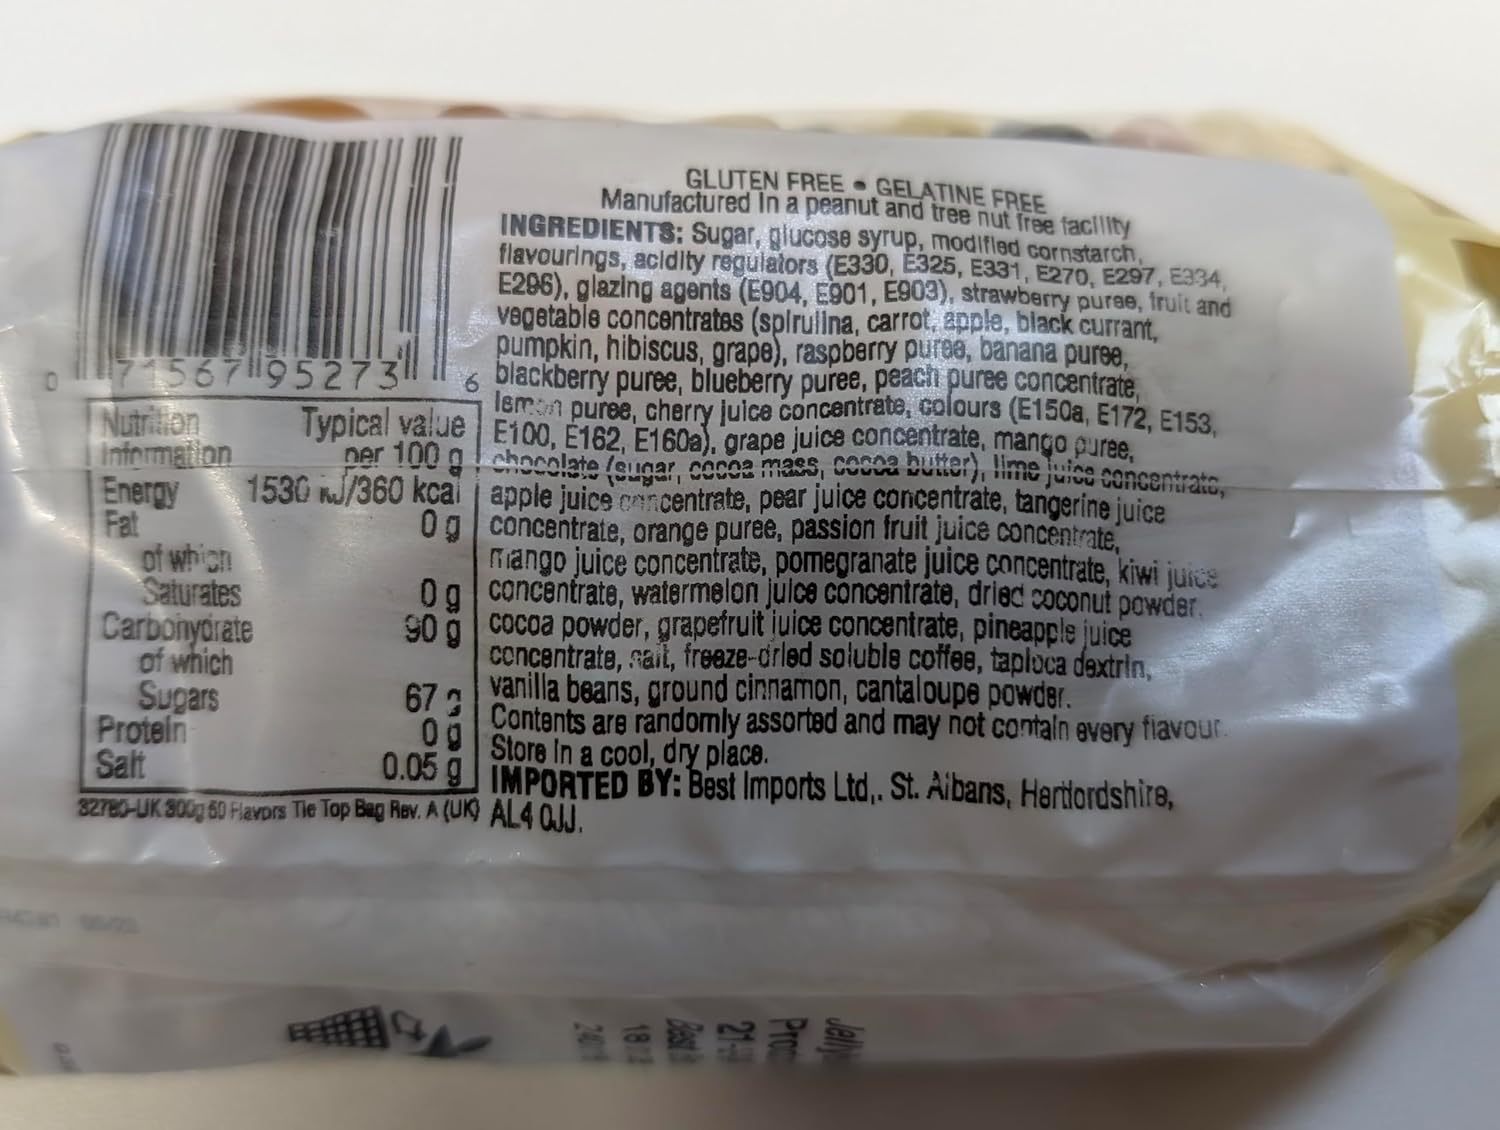 GLUTEN FREE • GELATINE FREE
Manufactured in a peanut and tree nut free facility
INGREDIENTS: Sugar, glucose syrup, modified cornstarch,
flavourings, acidity regulators (E330, E325, E331, E270, E297, E334,
E296), glazing agents (E904, E901, E903), strawberry puree, fruit and
vegetable concentrates (spirulina, carrot, apple, black currant,
pumpkin, hibiscus, grape), raspberry puree, banana puree,
blackberry puree, blueberry puree, peach puree concentrate,
lemon puree, cherry juice concentrate, colours (E150a, E172, E153,
E100, E162, E160a), grape juice concentrate, mango puree,
chocolate (sugar, cocoa mass, cocoa butter), lime juice concentrate,
apple juice concentrate, pear juice concentrate, tangerine juice
concentrate, orange puree, passion fruit juice concentrate,
mango juice concentrate, pomegranate juice concentrate, kiwi juice
concentrate, watermelon juice concentrate, dried coconut powder,
cocoa powder, grapefruit juice concentrate, pineapple juice
concentrate, salt, freeze-dried soluble coffee, tapioca dextrin,
vanilla beans, ground cinnamon, cantaloupe powder.
Contents are randomly assorted and may not contain every flavour.
Store in a cool, dry place.
IMPORTED BY: Best Imports Ltd,. St. Albans, Hertfordshire,
AL4 0JJ.
0 71567 95273 6
Nutrition Typical value
Information per 100 g
Energy 1530 kJ/360 kcal
Fat 0 g
of which
Saturates 0 g
Carbohydrate 90 g
of which
Sugars 67 g
Protein 0 g
Salt 0.05 g
32780-UK 300g 50 Flavors Tie Top Bag Rev. A (UK)